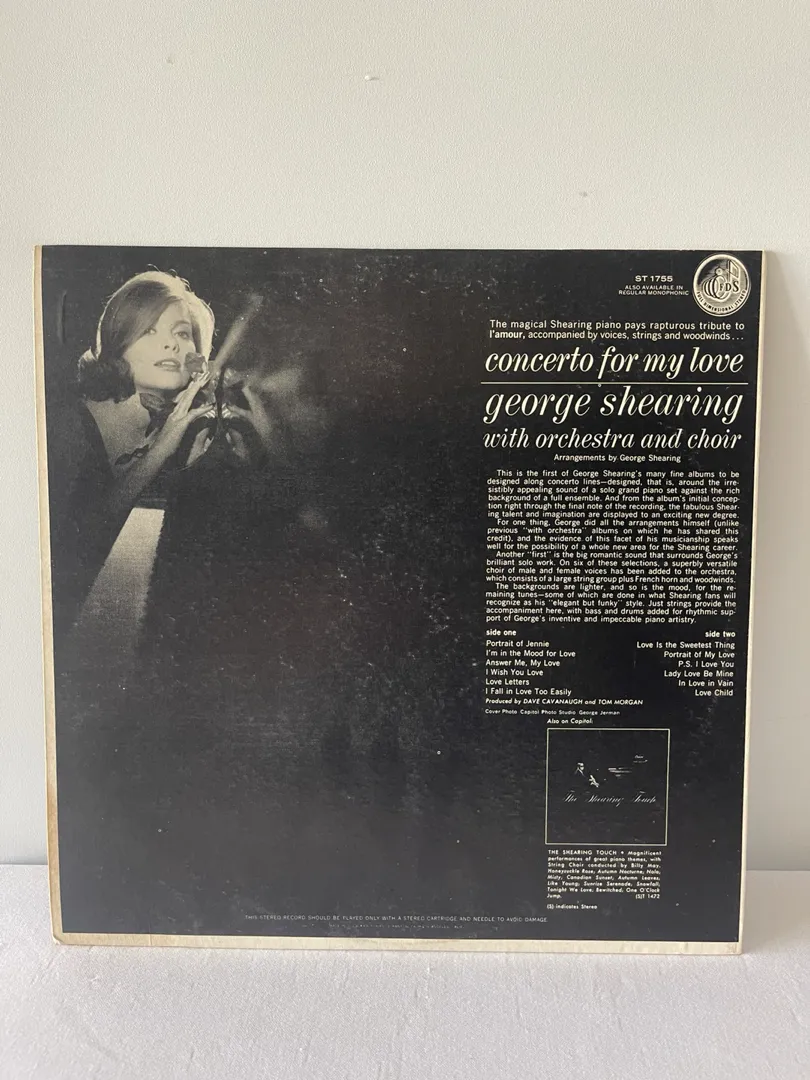 ST 1755
ALSO AVAILABLE IN
REGULAR MONOPHONIC
FDS
FULL DIMENSIONAL STEREO
The magical Shearing piano pays rapturous tribute to
l'amour, accompanied by voices, strings and woodwinds...
concerto for my love
george shearing
with orchestra and choir
Arrangements by George Shearing
This is the first of George Shearing's many fine albums to be
designed along concerto lines—designed, that is, around the irre-
sistibly appealing sound of a solo grand piano set against the rich
background of a full ensemble. And from the album's initial concep-
tion right through the final note of the recording, the fabulous Shear-
ing talent and imagination are displayed to an exciting new degree.
For one thing, George did all the arrangements himself (unlike
previous "with orchestra" albums on which he has shared this
credit), and the evidence of this facet of his musicianship speaks
well for the possibility of a whole new area for the Shearing career.
Another "first" is the big romantic sound that surrounds George's
brilliant solo work. On six of these selections, a superbly versatile
choir of male and female voices has been added to the orchestra,
which consists of a large string group plus French horn and woodwinds.
The backgrounds are lighter, and so is the mood, for the re-
maining tunes—some of which are done in what Shearing fans will
recognize as his "elegant but funky" style. Just strings provide the
accompaniment here, with bass and drums added for rhythmic sup-
port of George's inventive and impeccable piano artistry.
side one
Portrait of Jennie
I'm in the Mood for Love
Answer Me, My Love
I Wish You Love
Love Letters
I Fall in Love Too Easily
side two
Love Is the Sweetest Thing
Portrait of My Love
P.S. I Love You
Lady Love Be Mine
In Love in Vain
Love Child
Produced by DAVE CAVANAUGH and TOM MORGAN
Cover Photo Capitol Photo Studio George Jerman
Also on Capitol:
The Shearing Touch
THE SHEARING TOUCH • Magnificent
performances of great piano themes, with
String Choir conducted by Billy May.
Honeysuckle Rose, Autumn Nocturne, Nola,
Misty, Canadian Sunset, Autumn Leaves,
Like Young, Sunrise Serenade, Snowfall,
Tonight We Love, Bewitched, One O'Clock
Jump. (S)T 1472
(S) indicates Stereo
THIS STEREO RECORD SHOULD BE PLAYED ONLY WITH A STEREO CARTRIDGE AND NEEDLE TO AVOID DAMAGE